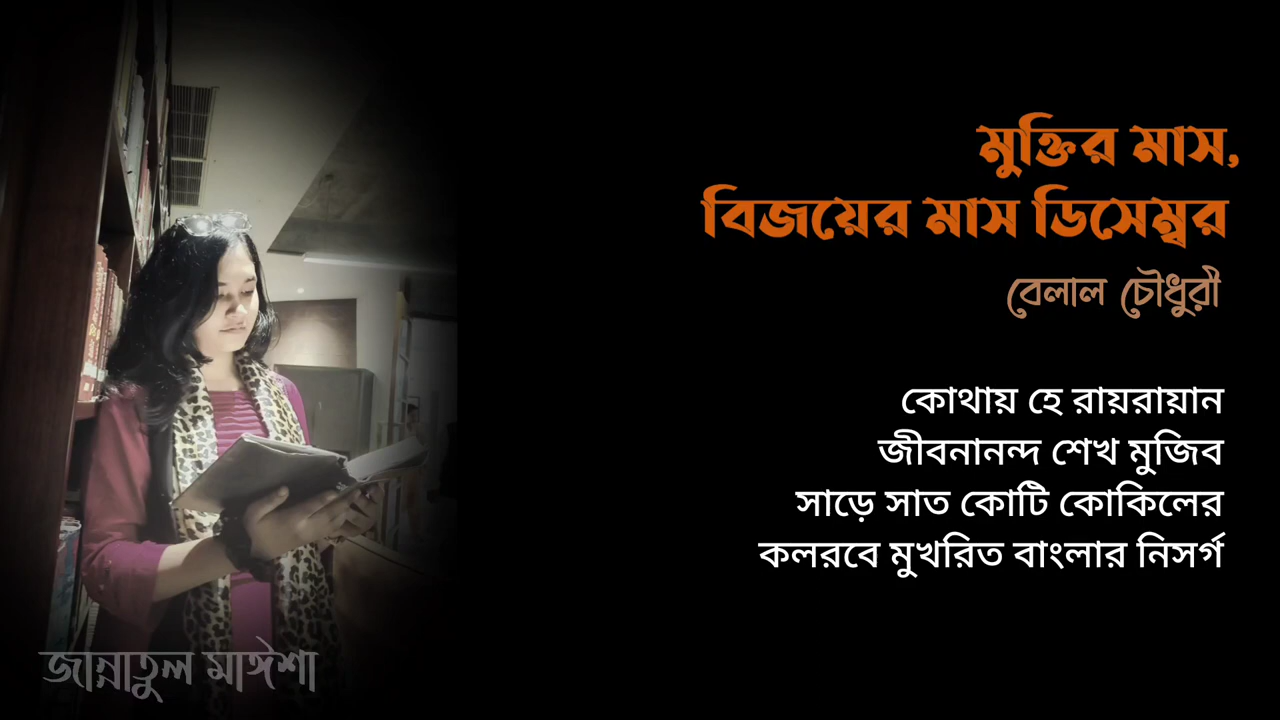 মুক্তির মাস,
বিজয়ের মাস ডিসেম্বর
বেলাল চৌধুরী
কোথায় হে রায়রায়ান
জীবনানন্দ শেখ মুজিব
সাড়ে সাত কোটি কোকিলের
কলরবে মুখরিত বাংলার নিসর্গ
জান্নাতুল মাঈশা